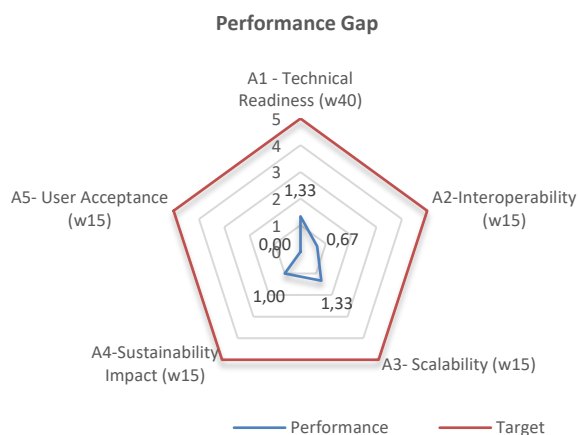 Performance Gap
A1 - Technical
Readiness (w40)
5
4
3
2
1
0
1,33
0,67
1,33
1,00
0,00
A2-Interoperability
(w15)
A3- Scalability (w15)
A4-Sustainability
Impact (w15)
A5- User Acceptance
(w15)
Performance
Target